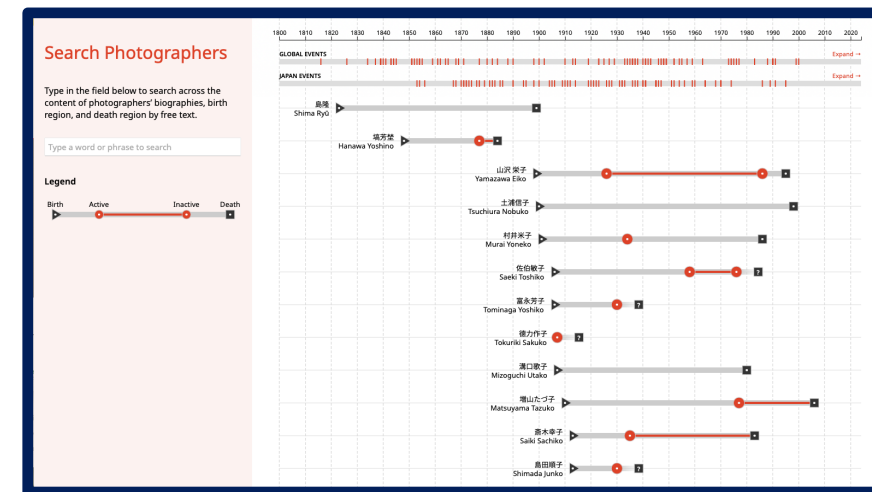 Search Photographers
Type in the field below to search across the
content of photographers' biographies, birth
region, and death region by free text.
Type a word or phrase to search
Legend
Birth Active Inactive Death
1800 1810 1820 1830 1840 1850 1860 1870 1880 1890 1900 1910 1920 1930 1940 1950 1960 1970 1980 1990 2000 2010 2020
GLOBAL EVENTS Expand →
JAPAN EVENTS Expand →
島隆
Shima Ryū
塙芳埜
Hanawa Yoshino
山沢 栄子
Yamazawa Eiko
土浦信子
Tsuchiura Nobuko
村井米子
Murai Yoneko
佐伯敏子
Saeki Toshiko
?
富永芳子
Tominaga Yoshiko
?
徳力作子
Tokuriki Sakuko
?
溝口歌子
Mizoguchi Utako
増山たづ子
Matsuyama Tazuko
斎木幸子
Saiki Sachiko
島田順子
Shimada Junko
?